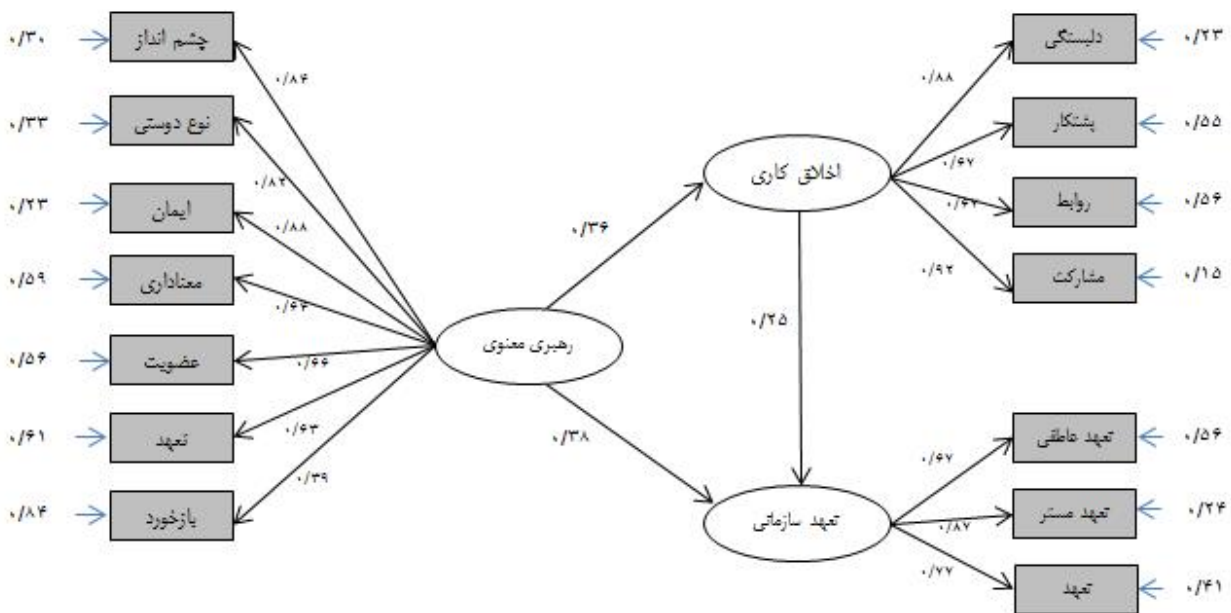 چشم انداز
۰/۳۰
۰/۸۴
نوع دوستی
۰/۳۳
۰/۸۲
ایمان
۰/۲۳
۰/۸۸
معناداری
۰/۵۹
۰/۶۴
عضویت
۰/۵۶
۰/۶۶
تعهد
۰/۶۱
۰/۶۳
بازخورد
۰/۸۴
۰/۳۹
رهبری معنوی
۰/۳۶
۰/۳۸
اخلاق کاری
۰/۲۵
تعهد سازمانی
دلبستگی
۰/۲۳
۰/۸۸
پشتکار
۰/۵۵
۰/۶۷
روابط
۰/۵۶
۰/۶۷
مشارکت
۰/۱۵
۰/۹۲
تعهد عاطفی
۰/۵۶
۰/۶۷
تعهد مستر
۰/۲۴
۰/۸۷
تعهد
۰/۴۱
۰/۷۷